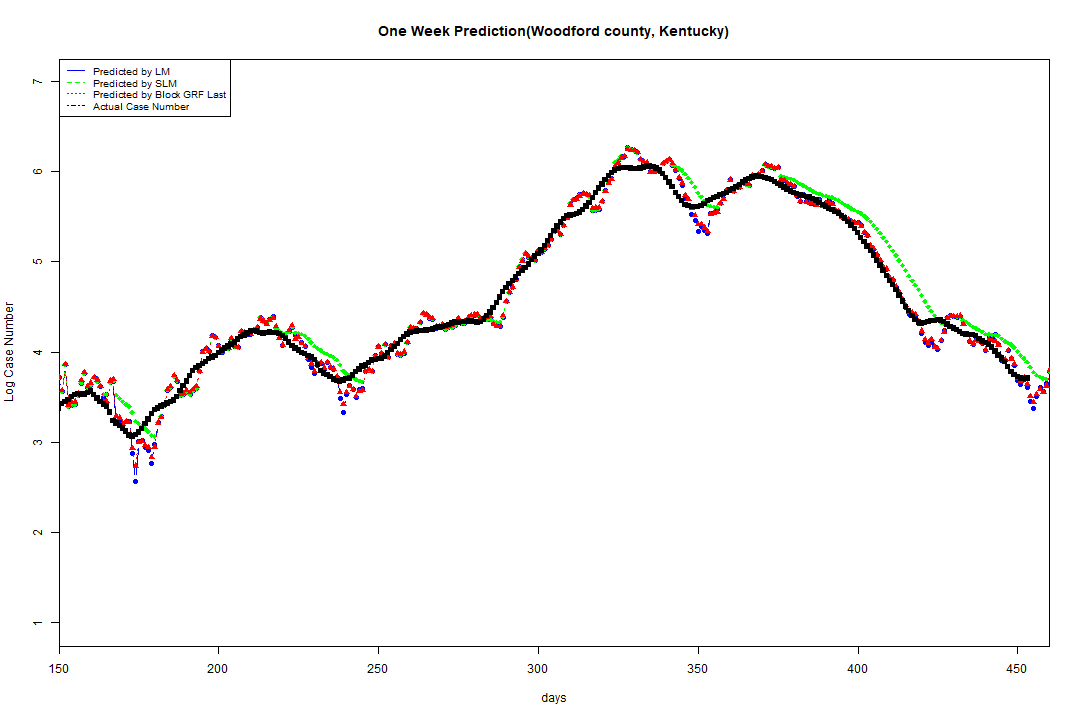 One Week Prediction(Woodford county, Kentucky)
Predicted by LM
Predicted by SLM
Predicted by Block GRF Last
Actual Case Number
Log Case Number
7
6
5
4
3
2
1
150 200 250 300 350 400 450
days